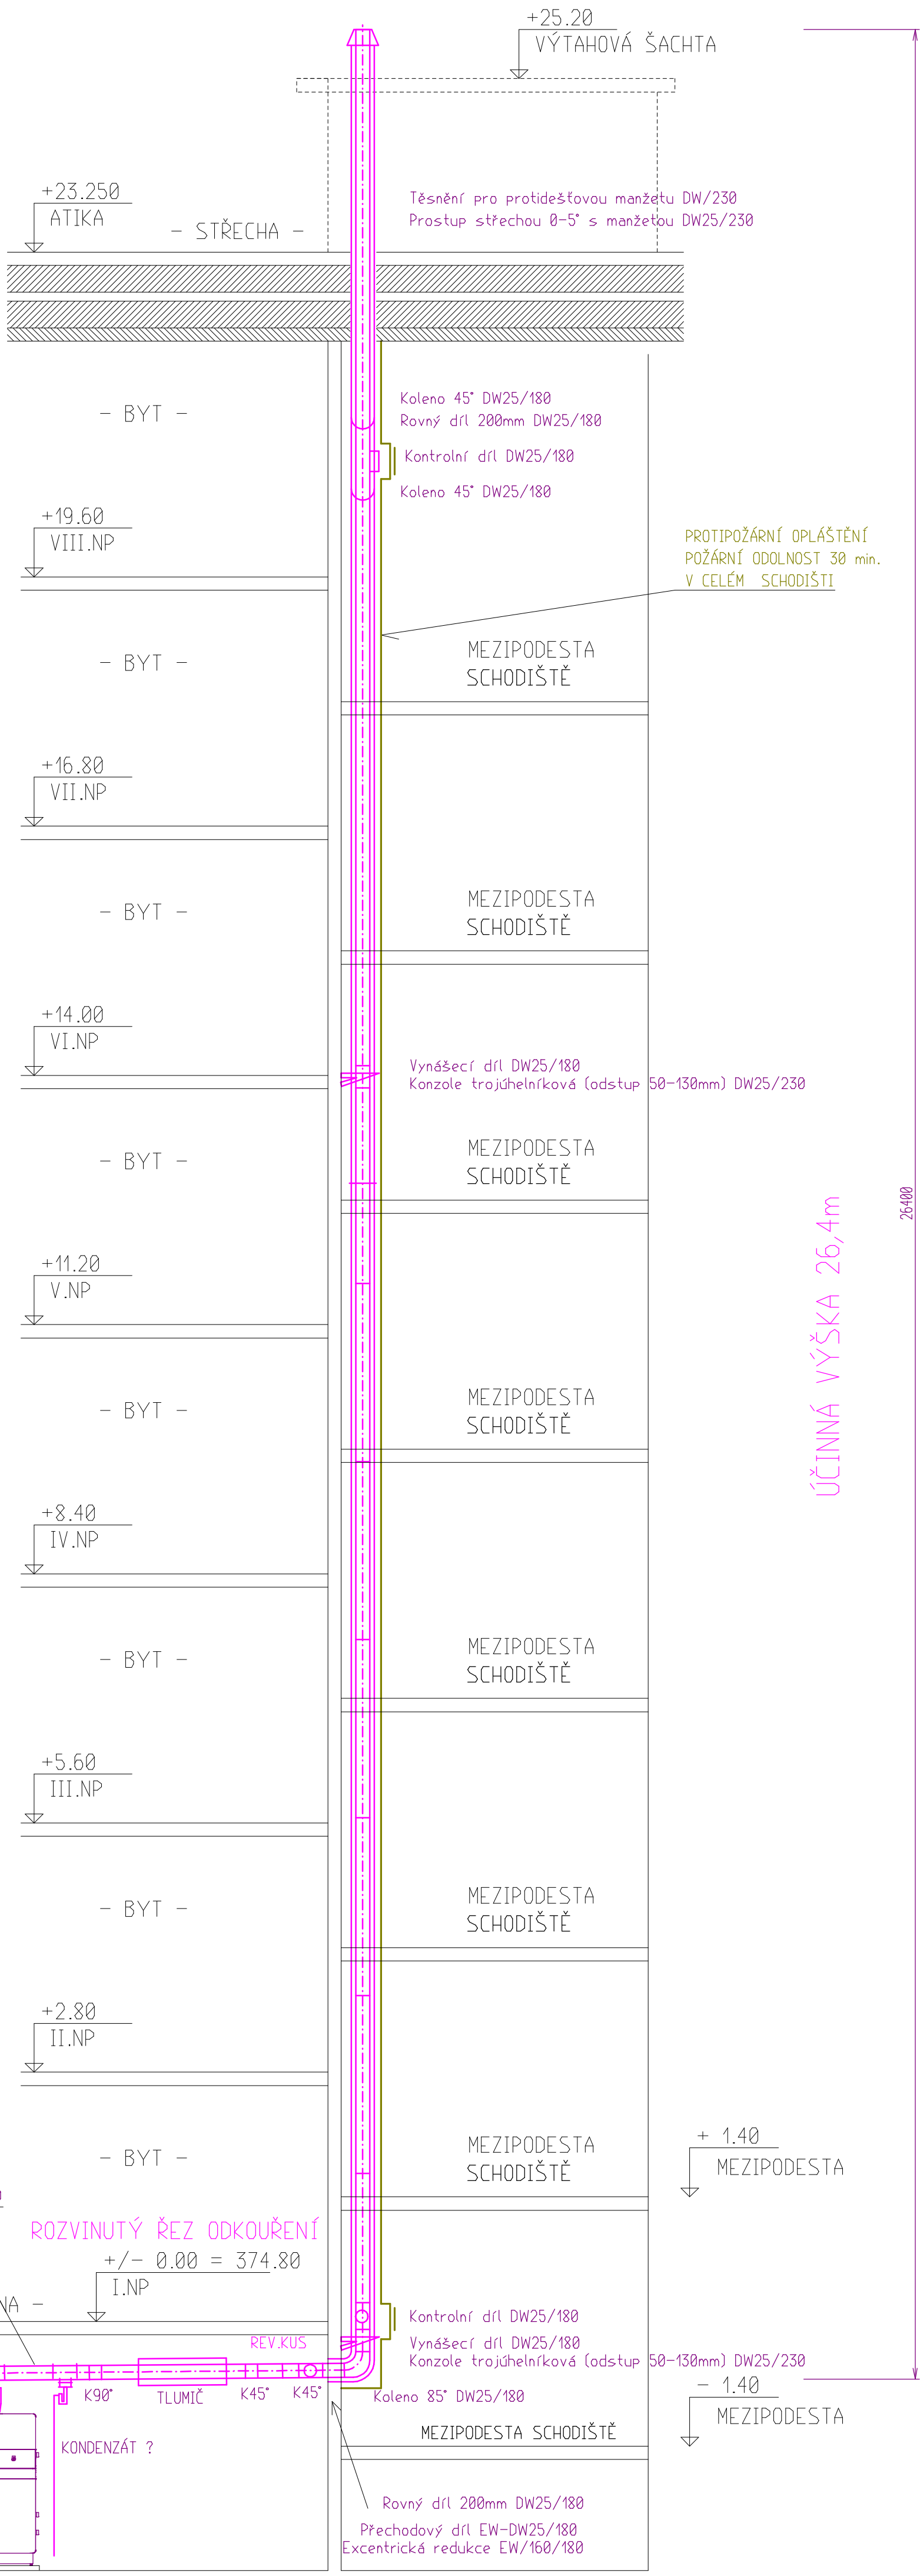 +25.20
VÝTAHOVÁ ŠACHTA
+23.250
ATIKA
- STŘECHA -
Těsnění pro protidešťovou manžetu DW/230
Prostup střechou 0-5° s manžetou DW25/230
- BYT -
Koleno 45° DW25/180
Rovný díl 200mm DW25/180
Kontrolní díl DW25/180
Koleno 45° DW25/180
+19.60
VIII.NP
PROTIPOŽÁRNÍ OPLÁŠTĚNÍ
POŽÁRNÍ ODOLNOST 30 min.
V CELÉM SCHODIŠTI
- BYT -
MEZIPODESTA
SCHODIŠTĚ
+16.80
VII.NP
- BYT -
MEZIPODESTA
SCHODIŠTĚ
+14.00
VI.NP
Vynášecí díl DW25/180
Konzole trojúhelníková (odstup 50-130mm) DW25/230
- BYT -
MEZIPODESTA
SCHODIŠTĚ
26400
ÚČINNÁ VÝŠKA 26,4m
+11.20
V.NP
- BYT -
MEZIPODESTA
SCHODIŠTĚ
+8.40
IV.NP
- BYT -
MEZIPODESTA
SCHODIŠTĚ
+5.60
III.NP
- BYT -
MEZIPODESTA
SCHODIŠTĚ
+2.80
II.NP
- BYT -
MEZIPODESTA
SCHODIŠTĚ
+ 1.40
MEZIPODESTA
ROZVINUTÝ ŘEZ ODKOUŘENÍ
+/- 0.00 = 374.80
I.NP
NA -
Kontrolní díl DW25/180
REV.KUS
Vynášecí díl DW25/180
Konzole trojúhelníková (odstup 50-130mm) DW25/230
K90°
TLUMIČ
K45°
K45°
Koleno 85° DW25/180
- 1.40
MEZIPODESTA
MEZIPODESTA SCHODIŠTĚ
KONDENZÁT ?
Rovný díl 200mm DW25/180
Přechodový díl EW-DW25/180
Excentrická redukce EW/160/180